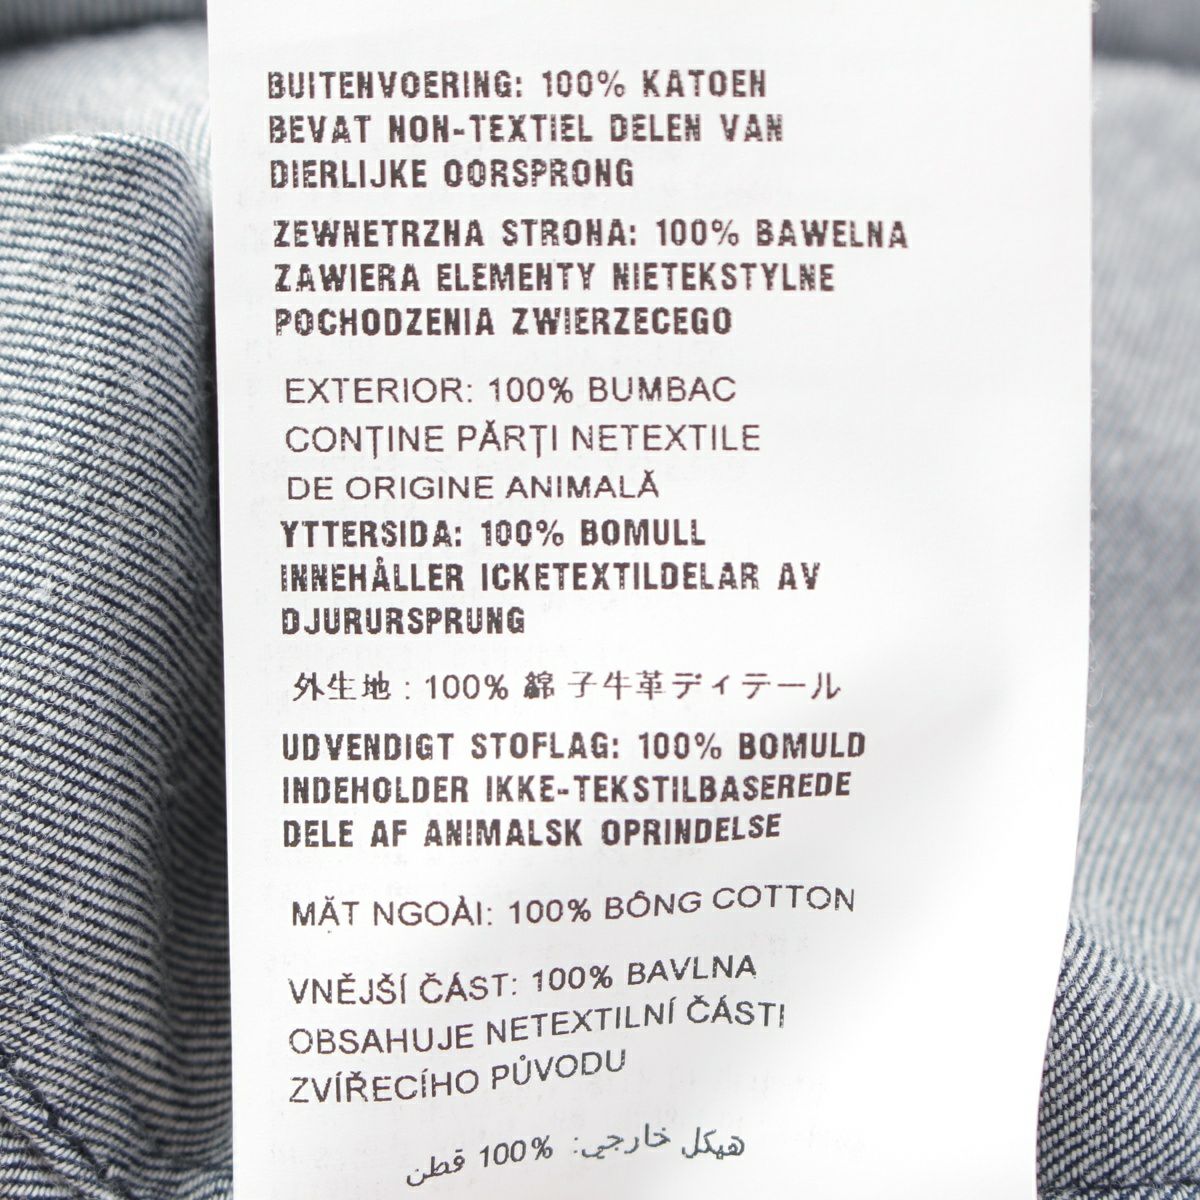 BUITENVOERING: 100% KATOEN
BEVAT NON-TEXTIEL DELEN VAN
DIERLIJKE OORSPRONG
ZEWNETRZNA STRONA: 100% BAWELNA
ZAWIERA ELEMENTY NIETEKSTYLNE
POCHODZENIA ZWIERZECEGO
EXTERIOR: 100% BUMBAC
CONȚINE PĂRȚI NETEXTILE
DE ORIGINE ANIMALĂ
YTTERSIDA: 100% BOMULL
INNEHÅLLER ICKETEXTILDELAR AV
DJURURSPRUNG
外生地 : 100% 綿 子牛革ディテール
UDVENDIGT STOFLAG: 100% BOMULD
INDEHOLDER IKKE-TEKSTILBASEREDE
DELE AF ANIMALSK OPRINDELSE
MẶT NGOÀI: 100% BÔNG COTTON
VNĚJŠÍ ČÁST: 100% BAVLNA
OBSAHUJE NETEXTILNÍ ČÁSTI
ZVÍŘECÍHO PŮVODU
هيكل خارجي: 100% قطن